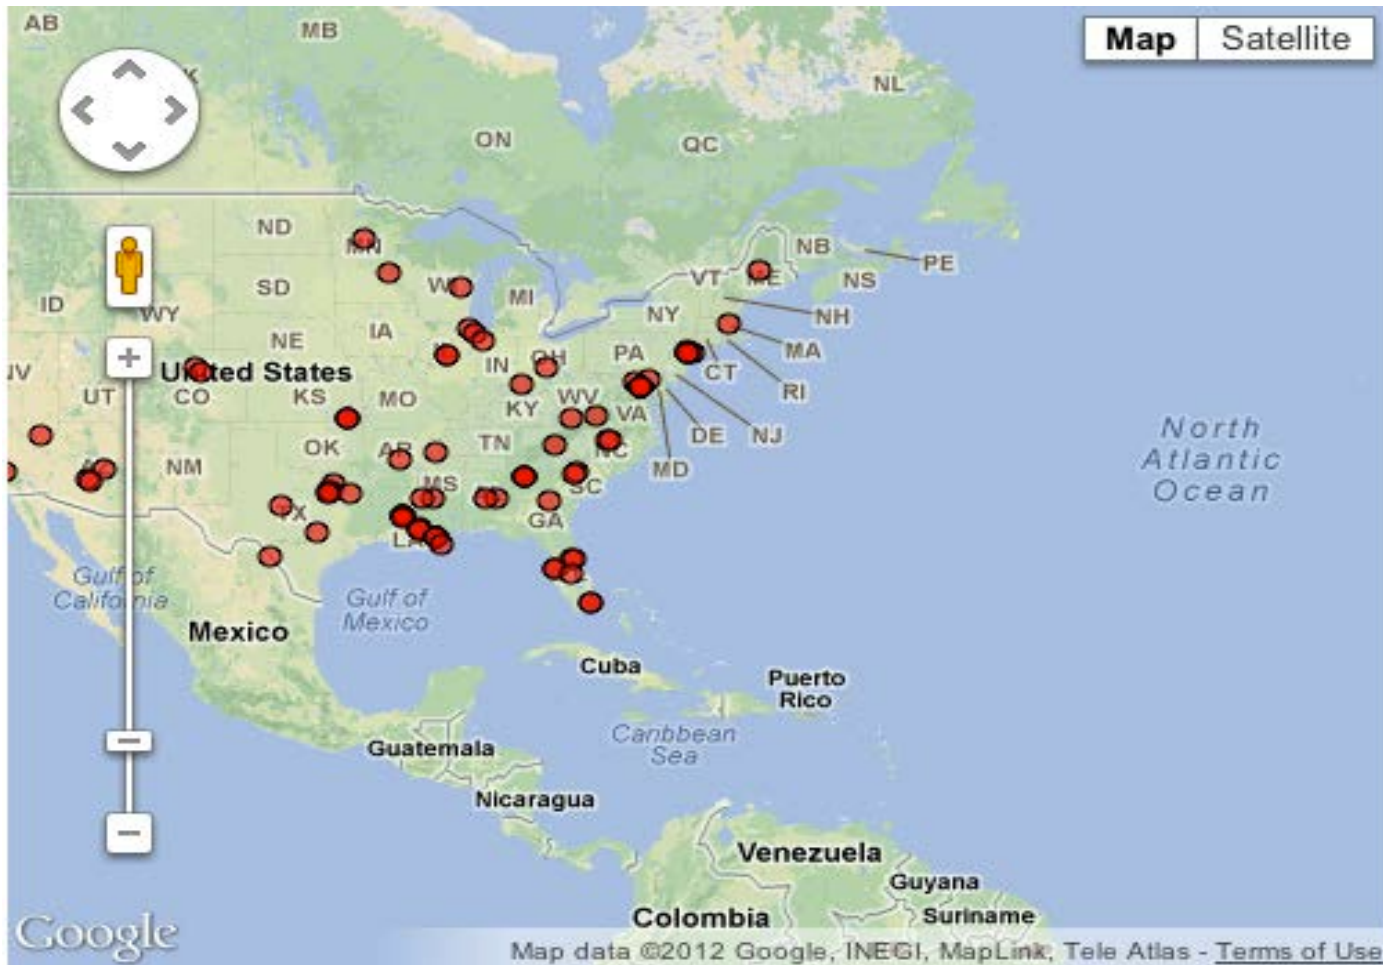 AB
MB
Map
Satellite
NL
ON
QC
ND
MN
NB
PE
VT
ME
NS
ID
SD
WY
MI
NY
NH
IA
NE
MA
IN
OH
PA
CT
United States
UT
CO
KS
MO
RI
KY
WV
VA
DE
NJ
OK
AR
TN
NC
NM
MD
MS
SC
TX
GA
LA
North
Atlantic
Ocean
Gulf of
California
Gulf of
Mexico
Mexico
Cuba
Puerto
Rico
Caribbean
Sea
Guatemala
Nicaragua
Venezuela
Guyana
Colombia
Suriname
Google
Map data ©2012 Google, INEGI, MapLink, Tele Atlas - Terms of Use